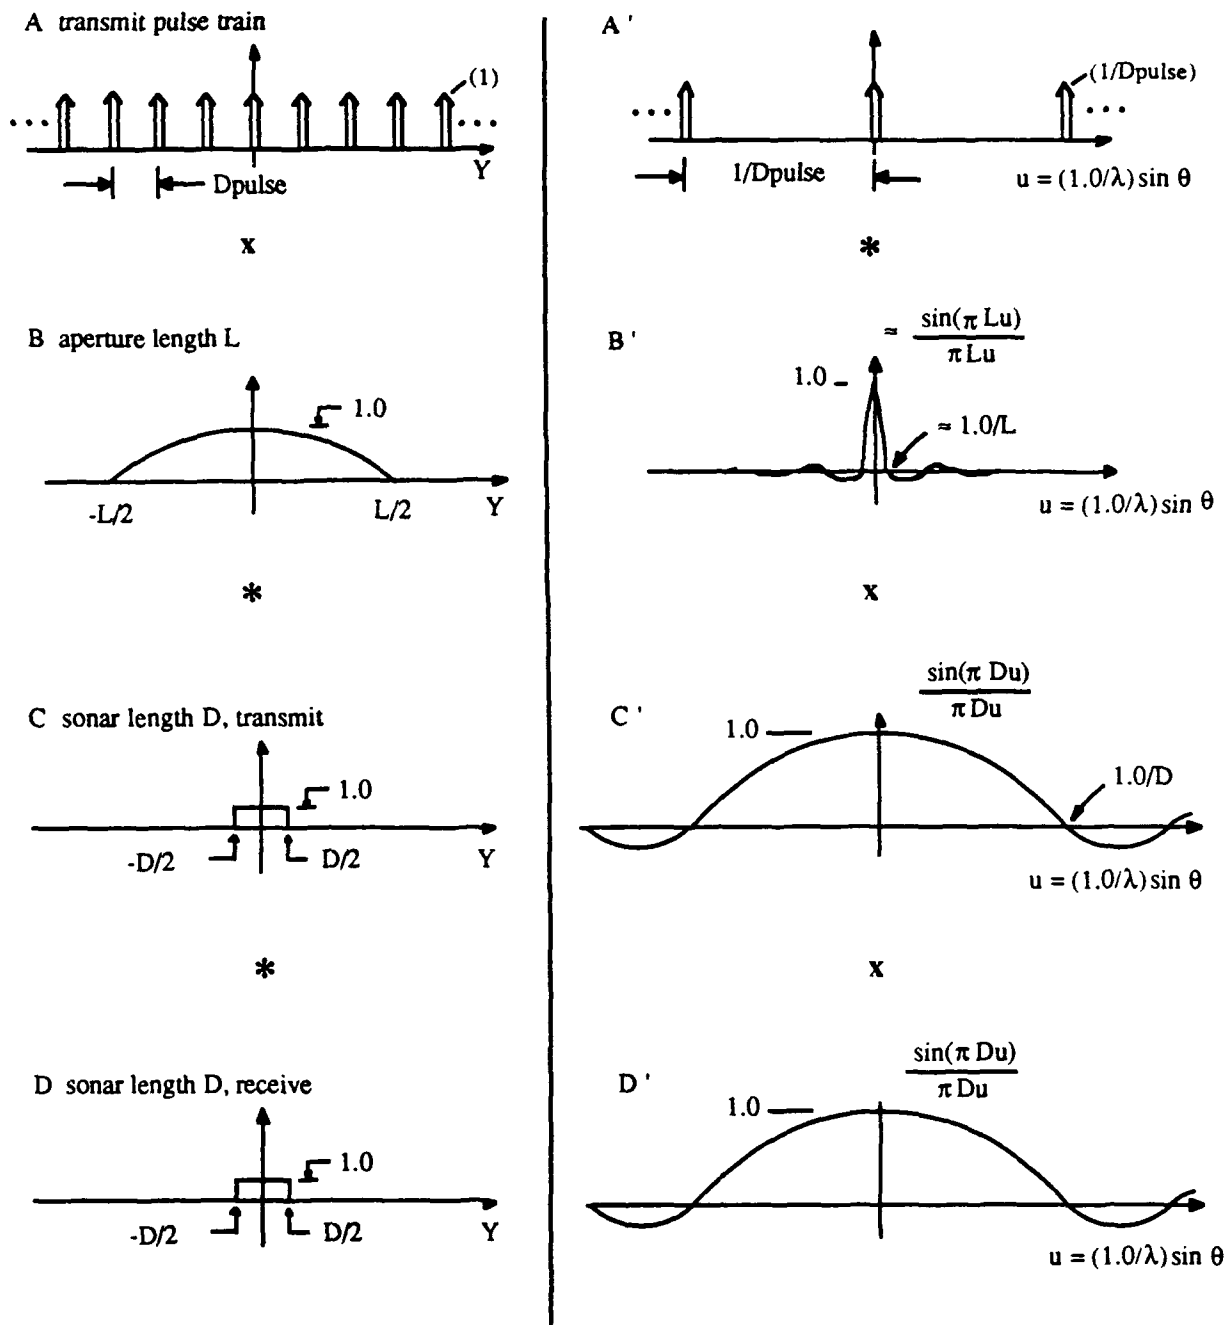 A transmit pulse train
(1)
• • •
• • •
Y
Dpulse
x
B aperture length L
1.0
-L/2
L/2
Y
*
C sonar length D, transmit
1.0
-D/2
D/2
Y
*
D sonar length D, receive
1.0
-D/2
D/2
Y
A '
(1/Dpulse)
• • •
• • •
1/Dpulse
u = (1.0/λ) sin θ
*
B '
≈ sin(π Lu)
π Lu
1.0
≈ 1.0/L
u = (1.0/λ) sin θ
x
C '
sin(π Du)
π Du
1.0
1.0/D
u = (1.0/λ) sin θ
x
D '
sin(π Du)
π Du
1.0
u = (1.0/λ) sin θ